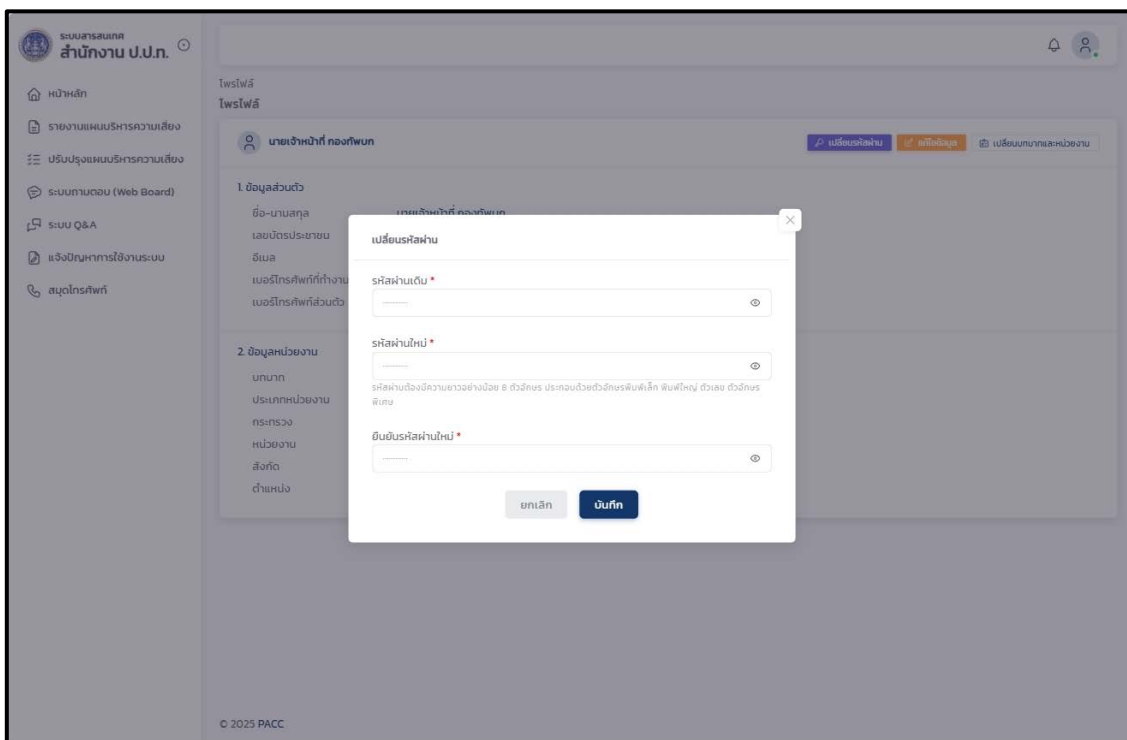 ระบบสารสนเทศ
สำนักงาน ป.ป.ท.
หน้าหลัก
รายงานแผนบริหารความเสี่ยง
ปรับปรุงแผนบริหารความเสี่ยง
ระบบถามตอบ (Web Board)
ระบบ Q&A
แจ้งปัญหาการใช้งานระบบ
สมุดโทรศัพท์
โพรไฟล์
โพรไฟล์
นายเจ้าหน้าที่ กองทัพบก
เปลี่ยนรหัสผ่าน
แก้ไขข้อมูล
เปลี่ยนบทบาทและหน่วยงาน
1. ข้อมูลส่วนตัว
ชื่อ-นามสกุล นายเจ้าหน้าที่ กองทัพบก
เลขบัตรประชาชน
อีเมล
เบอร์โทรศัพท์ที่ทำงาน
เบอร์โทรศัพท์ส่วนตัว
2. ข้อมูลหน่วยงาน
บทบาท
ประเภทหน่วยงาน
กระทรวง
หน่วยงาน
สังกัด
ตำแหน่ง
เปลี่ยนรหัสผ่าน
รหัสผ่านเดิม *
รหัสผ่านใหม่ *
รหัสผ่านต้องมีความยาวอย่างน้อย 8 ตัวอักษร ประกอบด้วยตัวอักษรพิมพ์เล็ก พิมพ์ใหญ่ ตัวเลข ตัวอักษร
พิเศษ
ยืนยันรหัสผ่านใหม่ *
ยกเลิก
บันทึก
© 2025 PACC